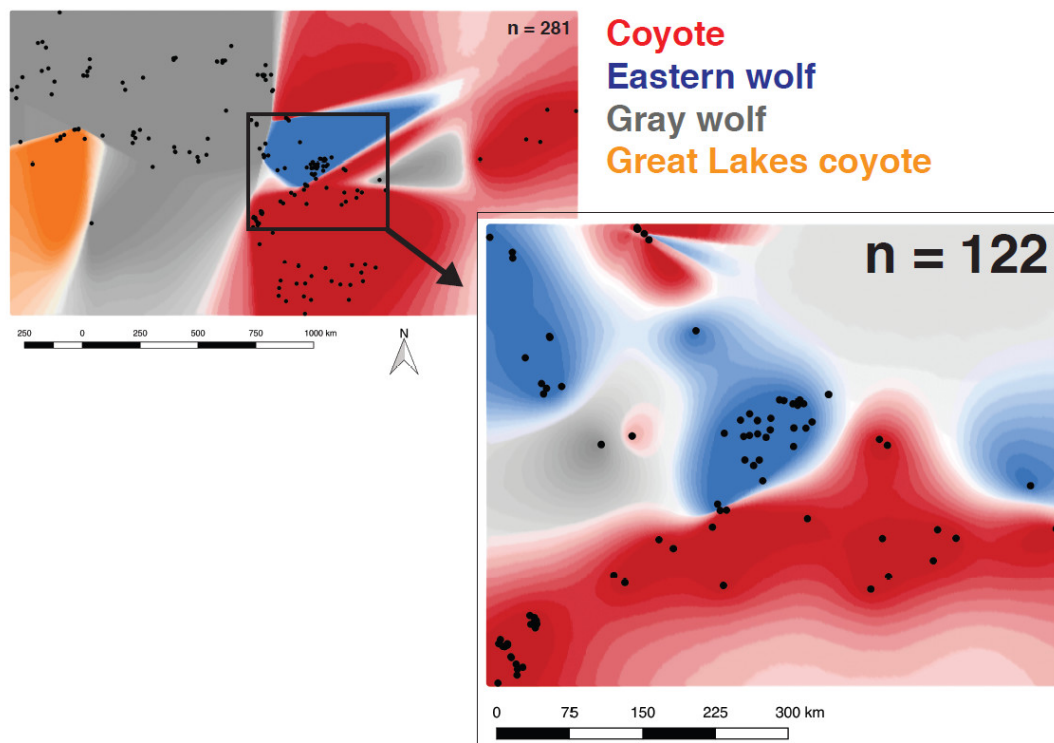 n = 281
Coyote
Eastern wolf
Gray wolf
Great Lakes coyote
n = 122
250 0 250 500 750 1000 km
N
0 75 150 225 300 km